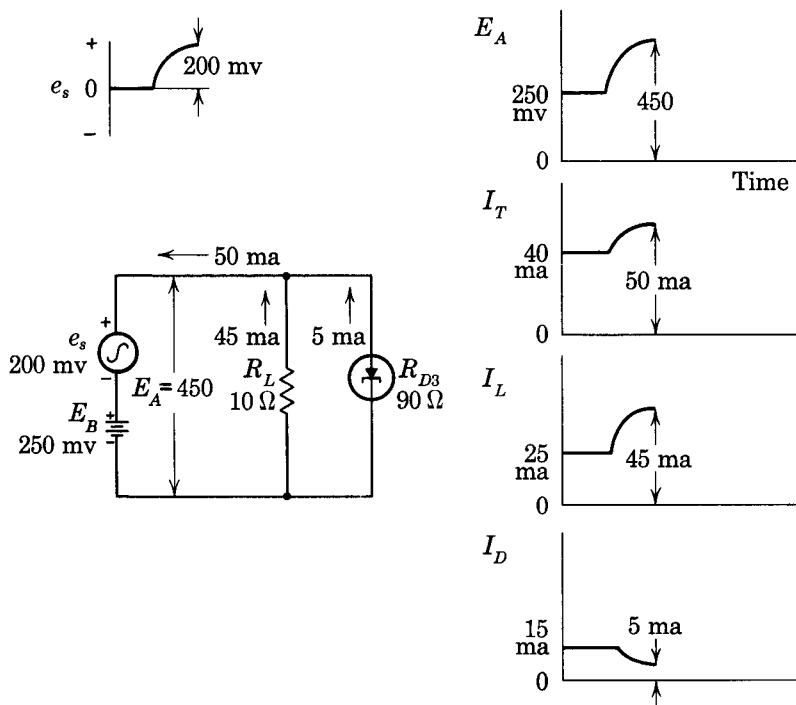 +
e_s 0
−
200 mv
E_A
250 mv
450
0
Time
I_T
40 ma
50 ma
0
I_L
25 ma
45 ma
0
I_D
15 ma
5 ma
0
50 ma
+
e_s
200 mv
−
E_A = 450
45 ma
R_L
10 Ω
5 ma
R_D3
90 Ω
+
E_B
250 mv
−